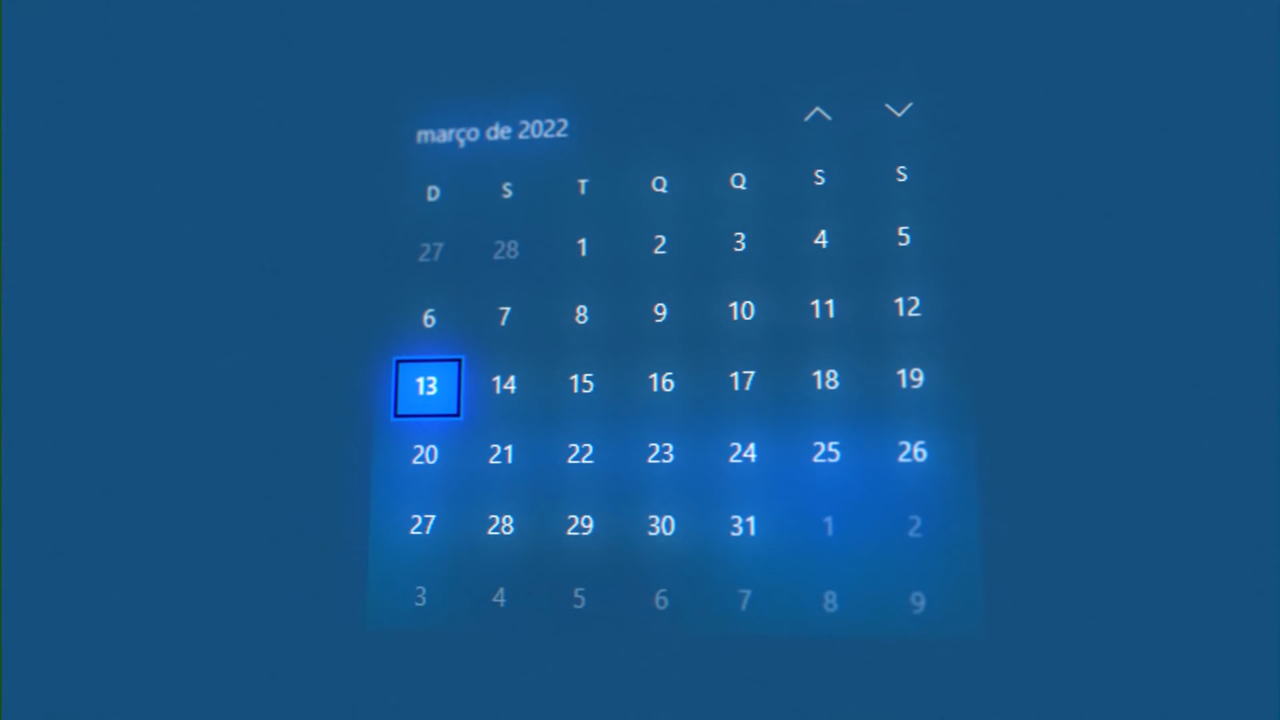 março de 2022
D S T Q Q S S
27 28 1 2 3 4 5
6 7 8 9 10 11 12
13 14 15 16 17 18 19
20 21 22 23 24 25 26
27 28 29 30 31 1 2
3 4 5 6 7 8 9